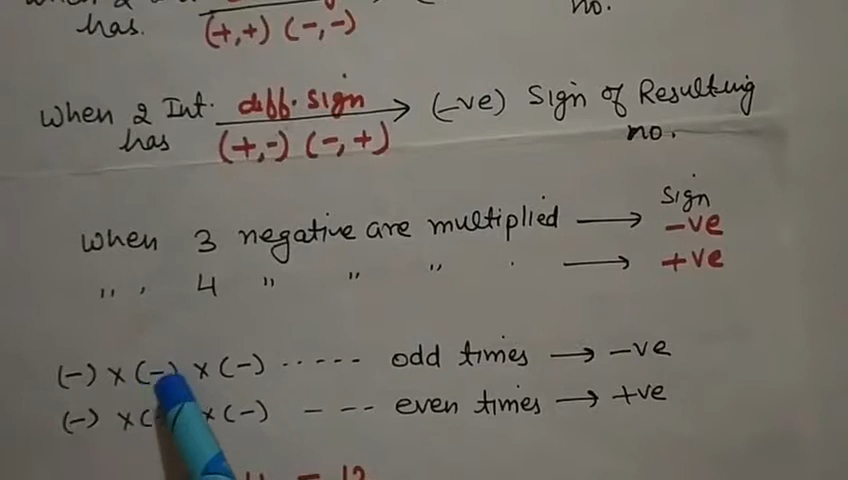 has. (+,+) (-,-) no.
When 2 Int. diff. sign (-ve) Sign of Resulting
has (+,-) (-,+) no.
Sign
When 3 negative are multiplied → -ve
" " 4 " " " → +ve
(-) × (-) × (-) ..... odd times → -ve
(-) × (-) × (-) - -- even times → +ve
= 12